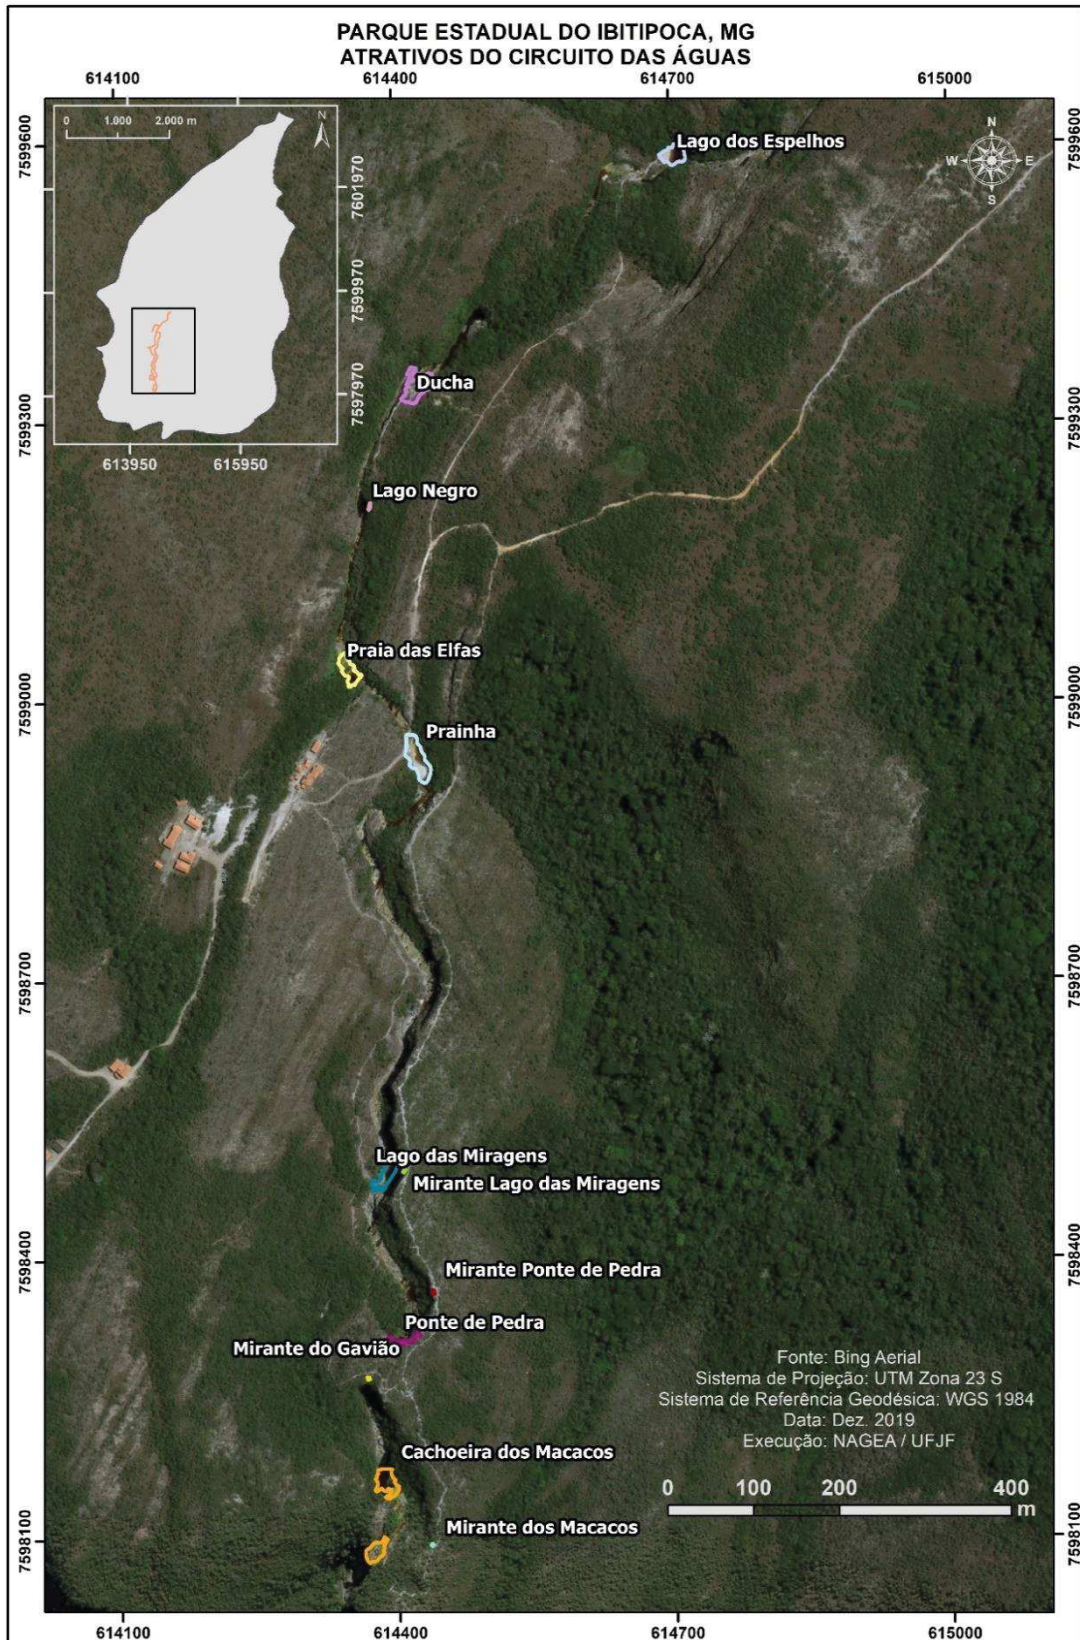 PARQUE ESTADUAL DO IBITIPOCA, MG
ATRATIVOS DO CIRCUITO DAS ÁGUAS
614100
614400
614700
615000
7599600
7599600
0
1.000
2.000 m
N
7601970
7599970
7597970
613950
615950
N
W
E
S
Lago dos Espelhos
Ducha
7599300
7599300
Lago Negro
Praia das Elfas
7599000
7599000
Prainha
7598700
7598700
Lago das Miragens
Mirante Lago das Miragens
7598400
7598400
Mirante Ponte de Pedra
Ponte de Pedra
Mirante do Gavião
Fonte: Bing Aerial
Sistema de Projeção: UTM Zona 23 S
Sistema de Referência Geodésica: WGS 1984
Data: Dez. 2019
Execução: NAGEA / UFJF
Cachoeira dos Macacos
0
100
200
400
m
Mirante dos Macacos
7598100
7598100
614100
614400
614700
615000